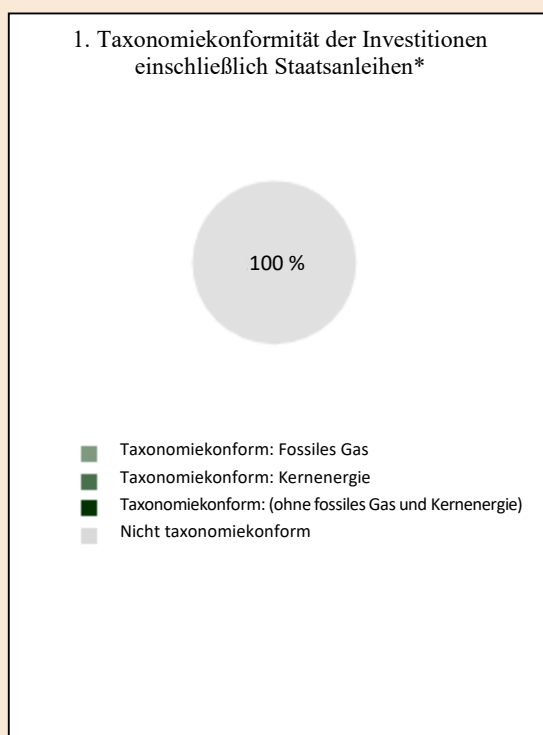 1. Taxonomiekonformität der Investitionen
einschließlich Staatsanleihen*
100 %
Taxonomiekonform: Fossiles Gas
Taxonomiekonform: Kernenergie
Taxonomiekonform: (ohne fossiles Gas und Kernenergie)
Nicht taxonomiekonform